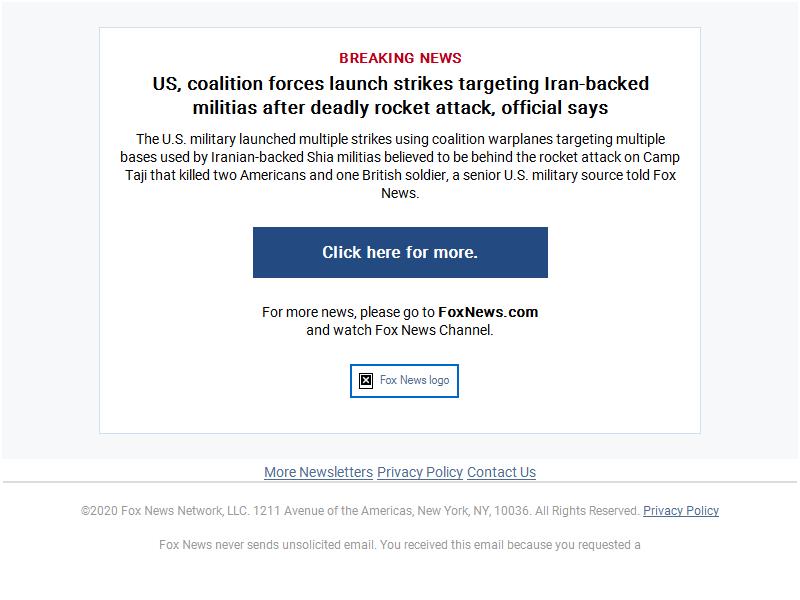 BREAKING NEWS
US, coalition forces launch strikes targeting Iran-backed
militias after deadly rocket attack, official says
The U.S. military launched multiple strikes using coalition warplanes targeting multiple
bases used by Iranian-backed Shia militias believed to be behind the rocket attack on Camp
Taji that killed two Americans and one British soldier, a senior U.S. military source told Fox
News.
Click here for more.
For more news, please go to FoxNews.com
and watch Fox News Channel.
Fox News logo
More Newsletters Privacy Policy Contact Us
©2020 Fox News Network, LLC. 1211 Avenue of the Americas, New York, NY, 10036. All Rights Reserved. Privacy Policy
Fox News never sends unsolicited email. You received this email because you requested a